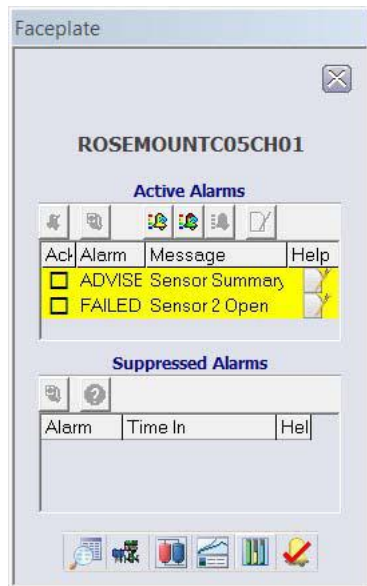 Faceplate
ROSEMOUNTC05CH01
Active Alarms
Ack Alarm Message Help
ADVISE Sensor Summary
FAILED Sensor 2 Open
Suppressed Alarms
Alarm Time In Hel